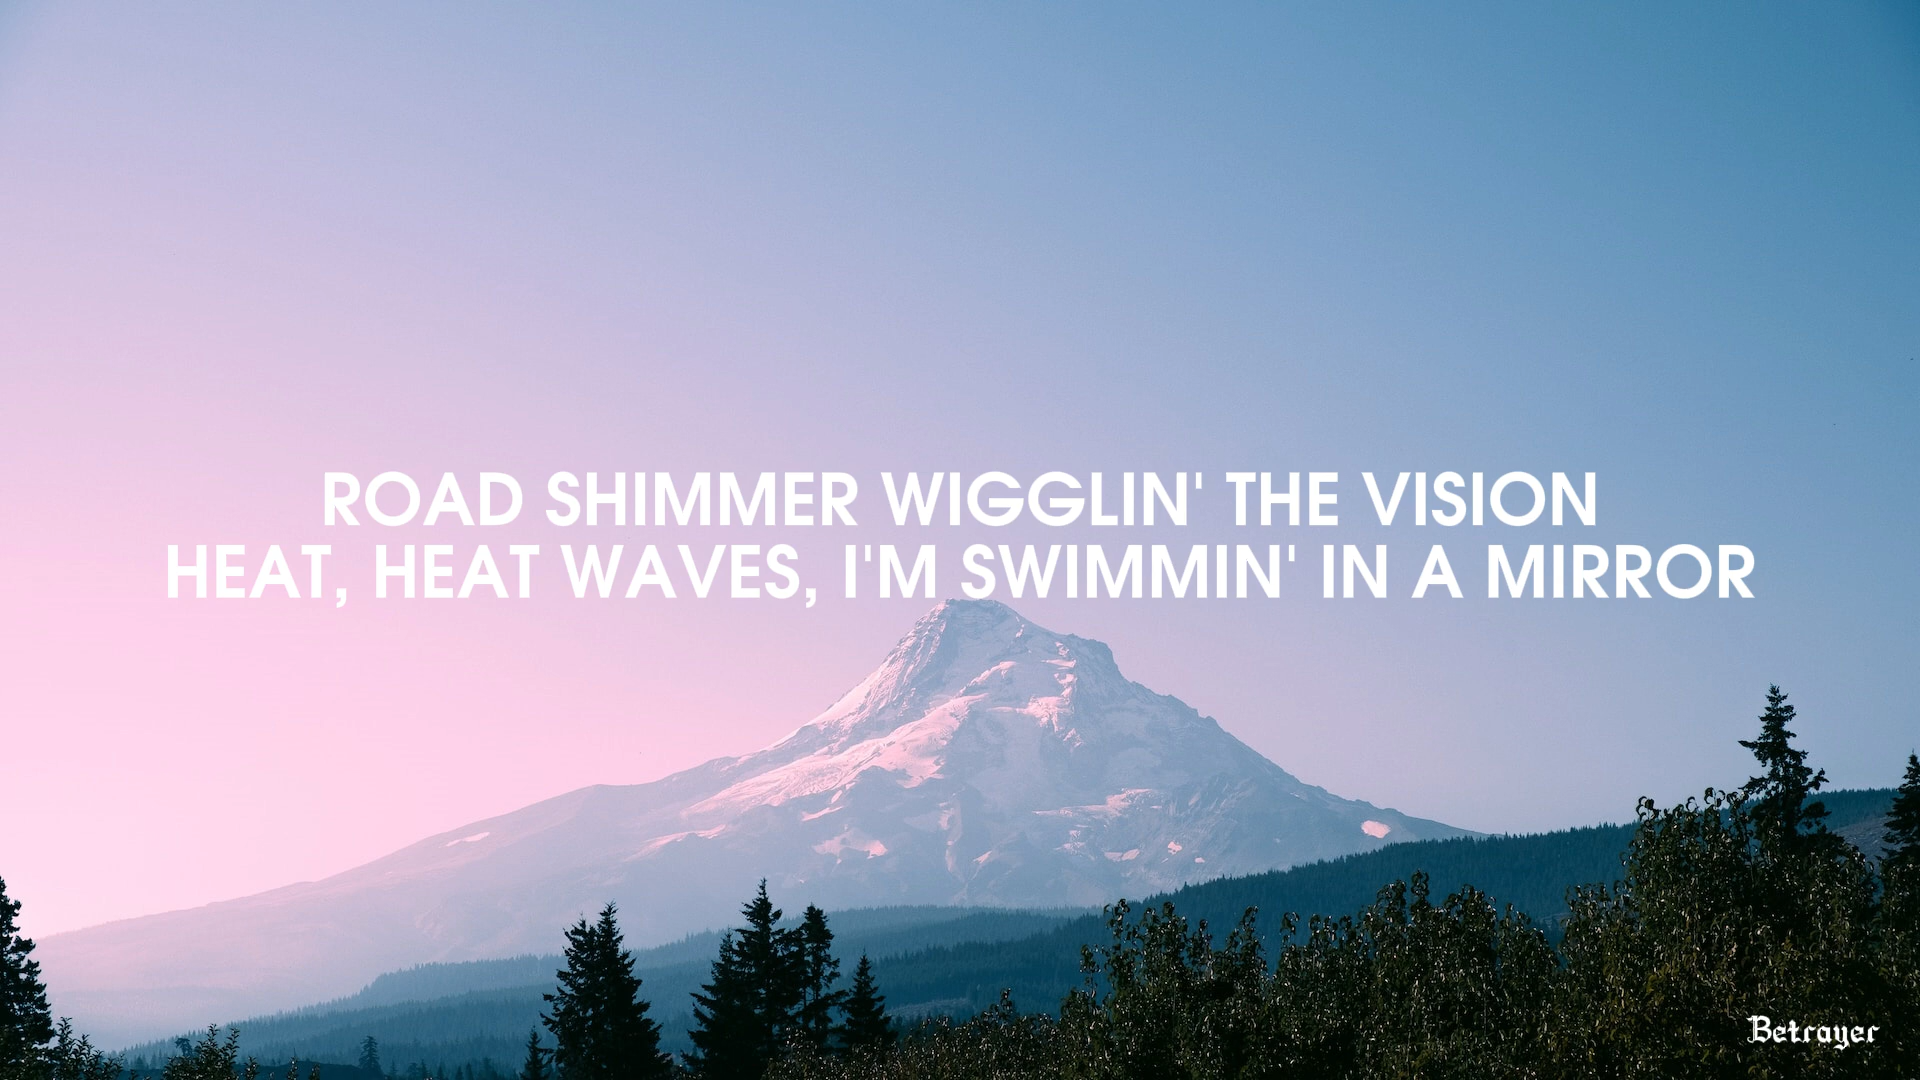 ROAD SHIMMER WIGGLIN' THE VISION
HEAT, HEAT WAVES, I'M SWIMMIN' IN A MIRROR
Betrayer